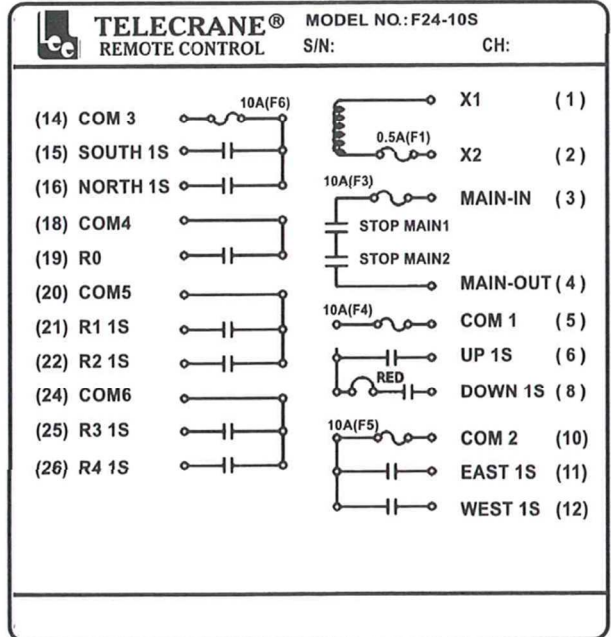 TELECRANE®
REMOTE CONTROL
MODEL NO.: F24-10S
S/N: CH:
10A(F6)
(14) COM 3
(15) SOUTH 1S
(16) NORTH 1S
(18) COM4
(19) R0
(20) COM5
(21) R1 1S
(22) R2 1S
(24) COM6
(25) R3 1S
(26) R4 1S
X1 (1)
0.5A(F1)
X2 (2)
10A(F3)
MAIN-IN (3)
STOP MAIN1
STOP MAIN2
MAIN-OUT (4)
10A(F4)
COM 1 (5)
UP 1S (6)
RED
DOWN 1S (8)
10A(F5)
COM 2 (10)
EAST 1S (11)
WEST 1S (12)